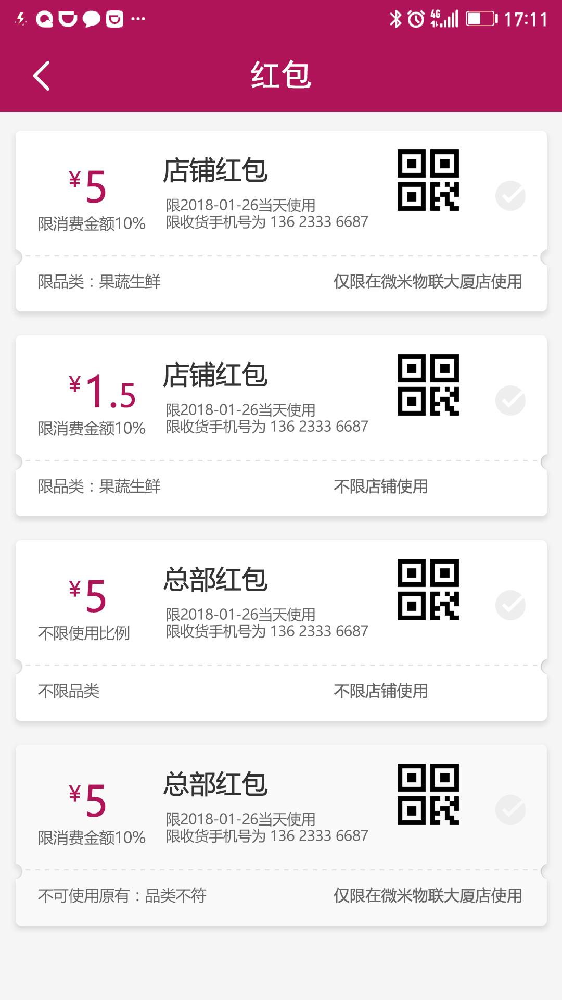 4G 17:11
红包
¥5
店铺红包
限2018-01-26当天使用
限消费金额10%
限收货手机号为 136 2333 6687
限品类：果蔬生鲜
仅限在微米物联大厦店使用
¥1.5
店铺红包
限2018-01-26当天使用
限消费金额10%
限收货手机号为 136 2333 6687
限品类：果蔬生鲜
不限店铺使用
¥5
总部红包
限2018-01-26当天使用
不限使用比例
限收货手机号为 136 2333 6687
不限品类
不限店铺使用
¥5
总部红包
限2018-01-26当天使用
限消费金额10%
限收货手机号为 136 2333 6687
不可使用原有：品类不符
仅限在微米物联大厦店使用